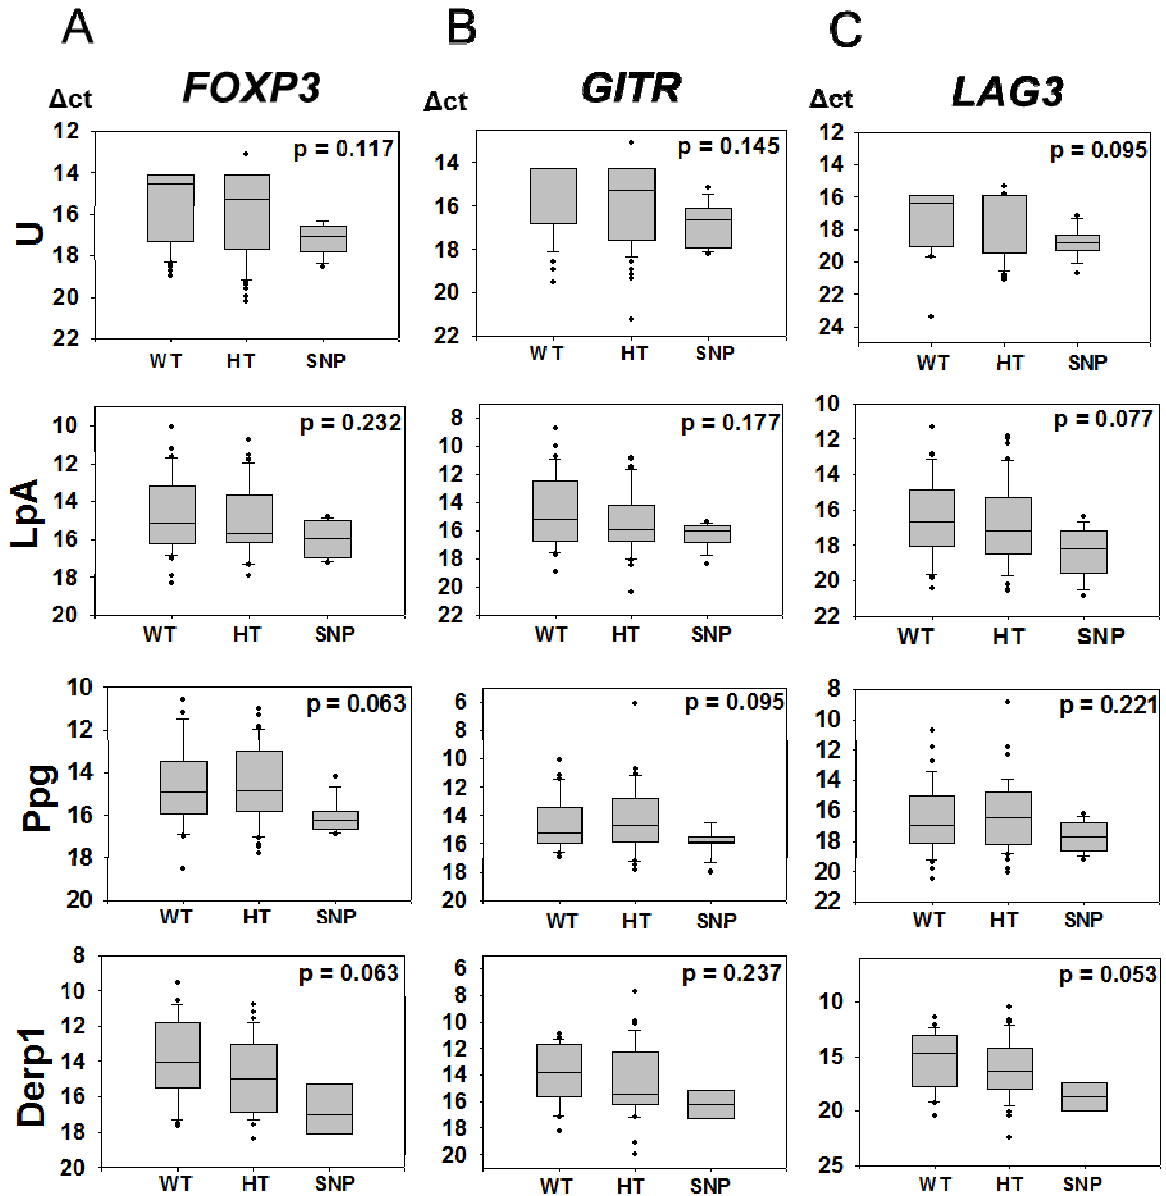 A B C
FOXP3 GITR LAG3
Δct Δct Δct
U
12 14 16 18 20 22
p = 0.117
WT HT SNP
14 16 18 20 22
p = 0.145
WT HT SNP
12 14 16 18 20 22 24
p = 0.095
WT HT SNP
LpA
10 12 14 16 18 20
p = 0.232
WT HT SNP
8 10 12 14 16 18 20 22
p = 0.177
WT HT SNP
10 12 14 16 18 20 22
p = 0.077
WT HT SNP
Ppg
10 12 14 16 18 20
p = 0.063
WT HT SNP
6 8 10 12 14 16 18 20
p = 0.095
WT HT SNP
8 10 12 14 16 18 20 22
p = 0.221
WT HT SNP
Derp1
8 10 12 14 16 18 20
p = 0.063
WT HT SNP
6 8 10 12 14 16 18 20
p = 0.237
WT HT SNP
10 15 20 25
p = 0.053
WT HT SNP